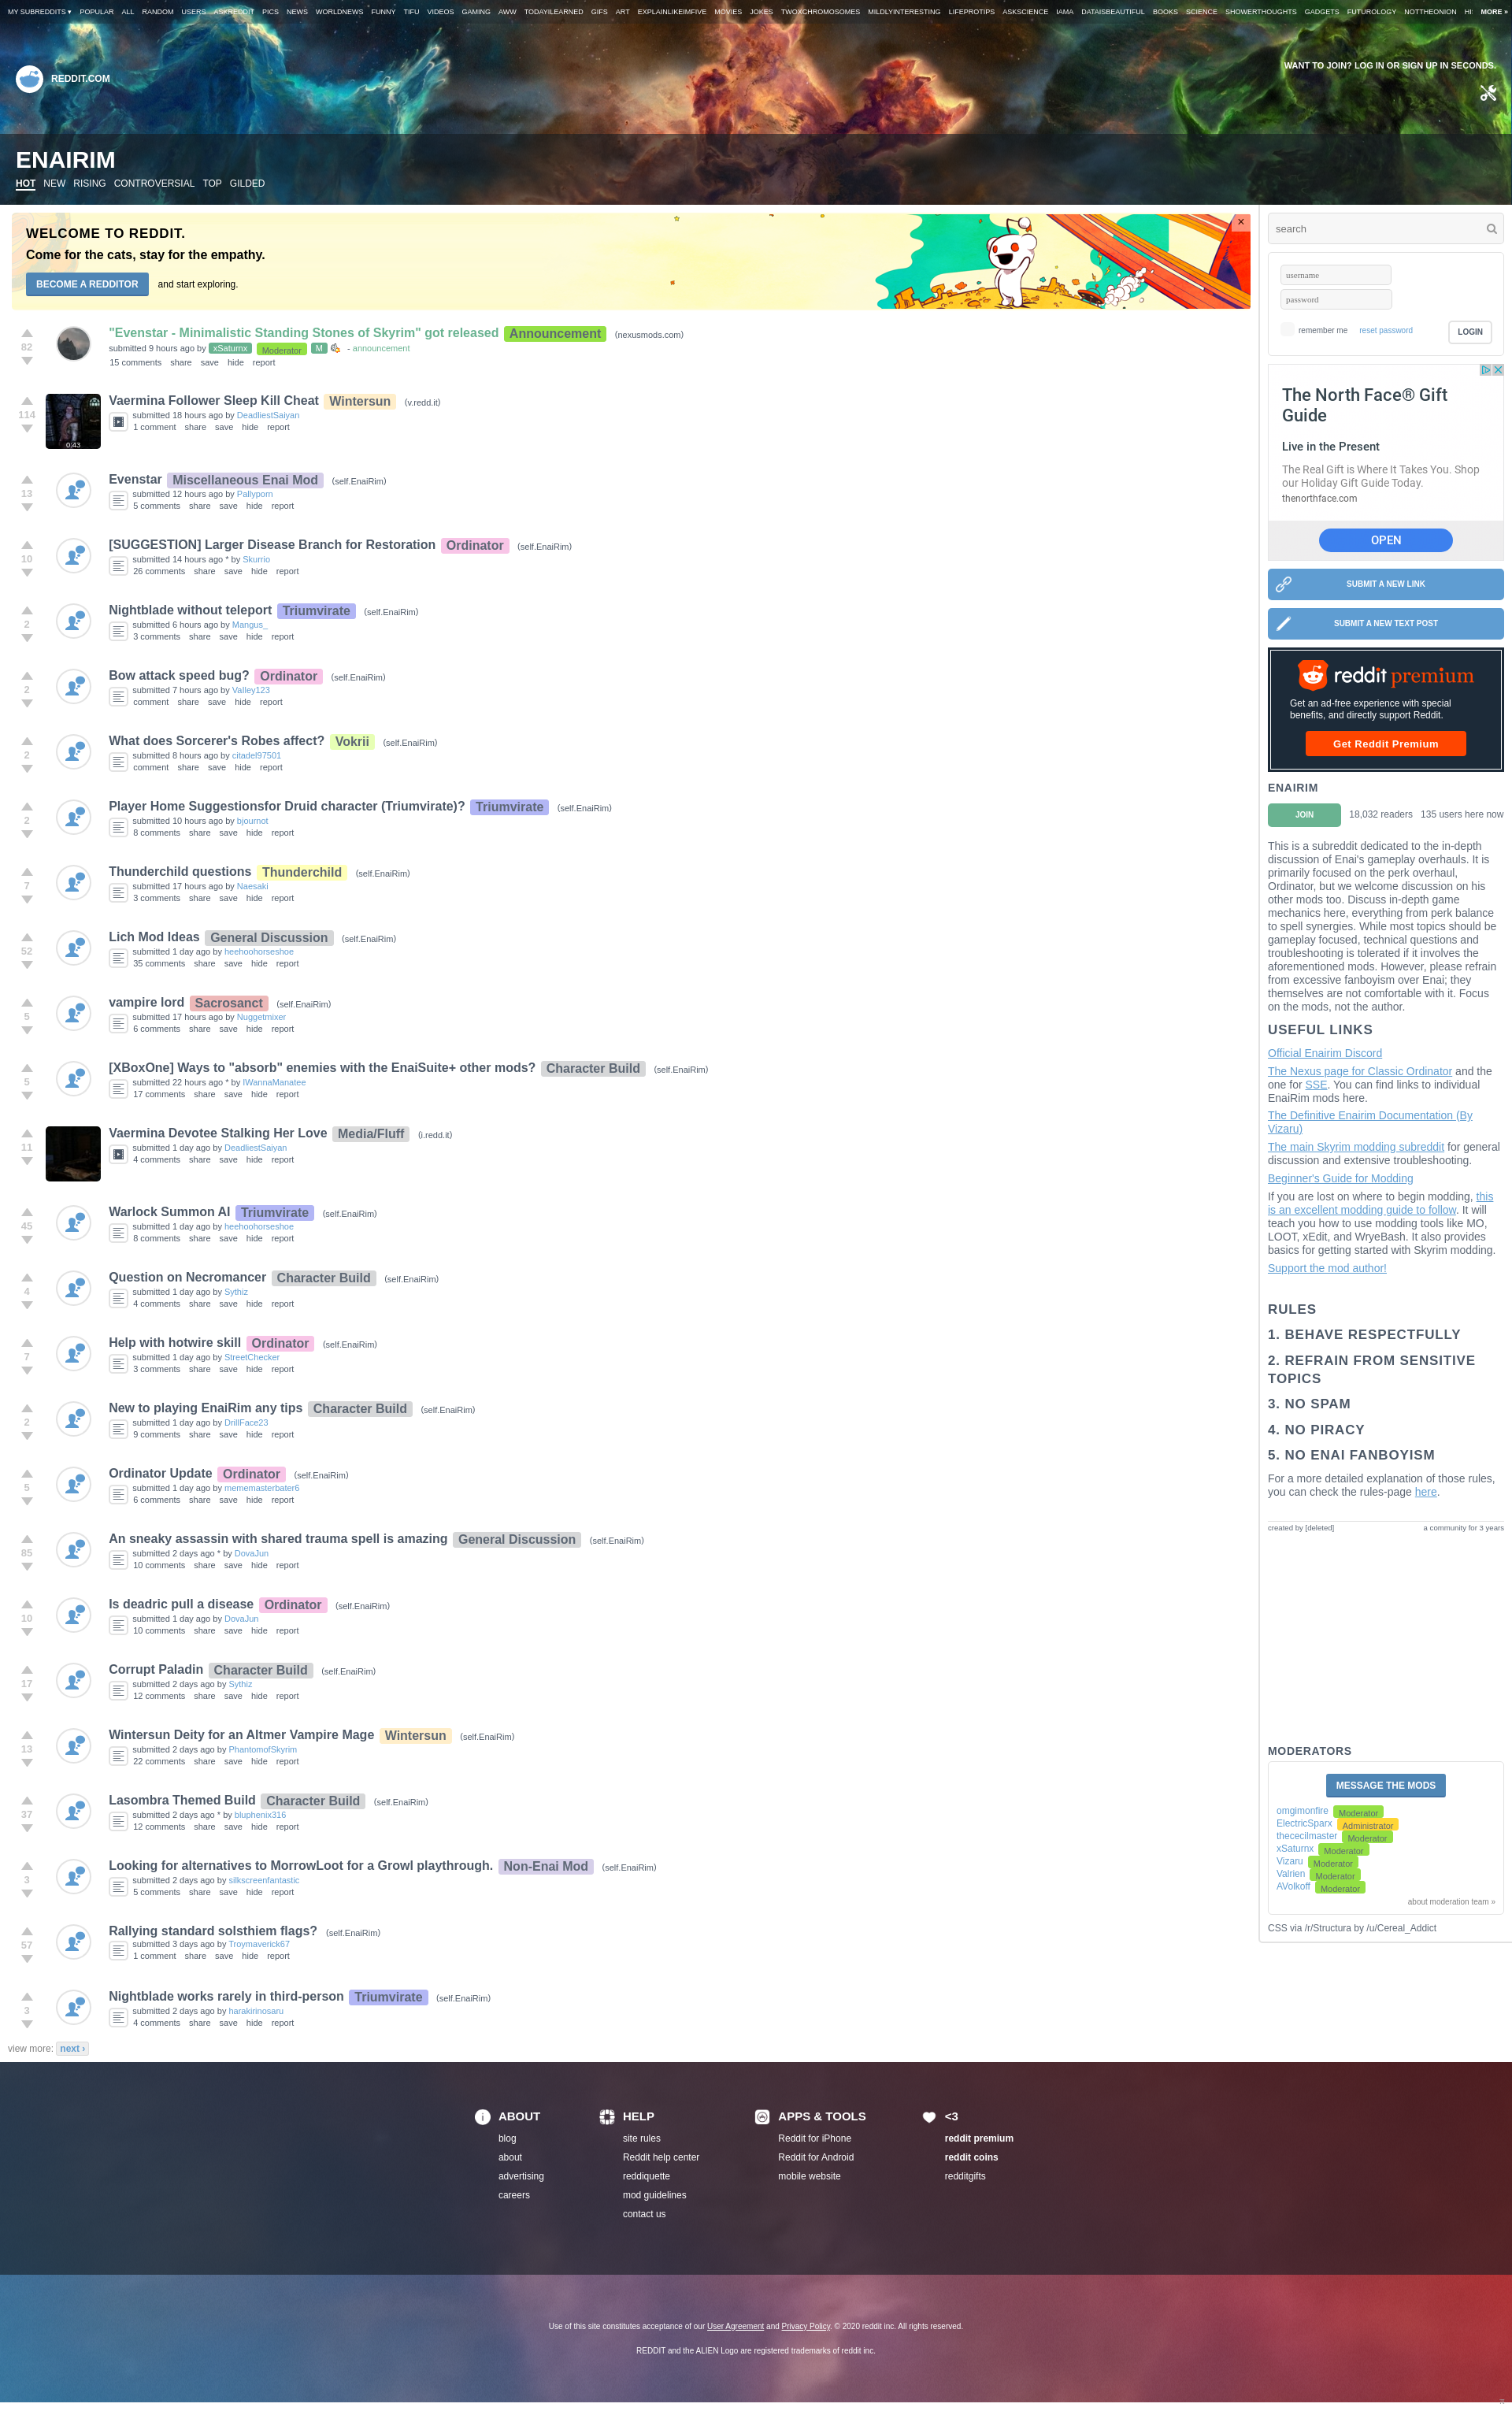 MY SUBREDDITS ▾ POPULAR ALL RANDOM USERS ASKREDDIT PICS NEWS WORLDNEWS FUNNY TIFU VIDEOS GAMING AWW TODAYILEARNED GIFS ART EXPLAINLIKEIMFIVE MOVIES JOKES TWOXCHROMOSOMES MILDLYINTERESTING LIFEPROTIPS ASKSCIENCE IAMA DATAISBEAUTIFUL BOOKS SCIENCE SHOWERTHOUGHTS GADGETS FUTUROLOGY NOTTHEONION HI MORE »
WANT TO JOIN? LOG IN OR SIGN UP IN SECONDS.
REDDIT.COM
ENAIRIM
HOT NEW RISING CONTROVERSIAL TOP GILDED
WELCOME TO REDDIT.
Come for the cats, stay for the empathy.
BECOME A REDDITOR and start exploring.
×
82
"Evenstar - Minimalistic Standing Stones of Skyrim" got released Announcement (nexusmods.com)
submitted 9 hours ago by xSaturnx Moderator M - announcement
15 comments share save hide report
114
0:43
Vaermina Follower Sleep Kill Cheat Wintersun (v.redd.it)
submitted 18 hours ago by DeadliestSaiyan
1 comment share save hide report
13
Evenstar Miscellaneous Enai Mod (self.EnaiRim)
submitted 12 hours ago by Pallyporn
5 comments share save hide report
10
[SUGGESTION] Larger Disease Branch for Restoration Ordinator (self.EnaiRim)
submitted 14 hours ago * by Skurrio
26 comments share save hide report
2
Nightblade without teleport Triumvirate (self.EnaiRim)
submitted 6 hours ago by Mangus_
3 comments share save hide report
2
Bow attack speed bug? Ordinator (self.EnaiRim)
submitted 7 hours ago by Valley123
comment share save hide report
2
What does Sorcerer's Robes affect? Vokrii (self.EnaiRim)
submitted 8 hours ago by citadel97501
comment share save hide report
2
Player Home Suggestionsfor Druid character (Triumvirate)? Triumvirate (self.EnaiRim)
submitted 10 hours ago by bjournot
8 comments share save hide report
7
Thunderchild questions Thunderchild (self.EnaiRim)
submitted 17 hours ago by Naesaki
3 comments share save hide report
52
Lich Mod Ideas General Discussion (self.EnaiRim)
submitted 1 day ago by heehoohorseshoe
35 comments share save hide report
5
vampire lord Sacrosanct (self.EnaiRim)
submitted 17 hours ago by Nuggetmixer
6 comments share save hide report
5
[XBoxOne] Ways to "absorb" enemies with the EnaiSuite+ other mods? Character Build (self.EnaiRim)
submitted 22 hours ago * by IWannaManatee
17 comments share save hide report
11
Vaermina Devotee Stalking Her Love Media/Fluff (i.redd.it)
submitted 1 day ago by DeadliestSaiyan
4 comments share save hide report
45
Warlock Summon AI Triumvirate (self.EnaiRim)
submitted 1 day ago by heehoohorseshoe
8 comments share save hide report
4
Question on Necromancer Character Build (self.EnaiRim)
submitted 1 day ago by Sythiz
4 comments share save hide report
7
Help with hotwire skill Ordinator (self.EnaiRim)
submitted 1 day ago by StreetChecker
3 comments share save hide report
2
New to playing EnaiRim any tips Character Build (self.EnaiRim)
submitted 1 day ago by DrillFace23
9 comments share save hide report
5
Ordinator Update Ordinator (self.EnaiRim)
submitted 1 day ago by mememasterbater6
6 comments share save hide report
85
An sneaky assassin with shared trauma spell is amazing General Discussion (self.EnaiRim)
submitted 2 days ago * by DovaJun
10 comments share save hide report
10
Is deadric pull a disease Ordinator (self.EnaiRim)
submitted 1 day ago by DovaJun
10 comments share save hide report
17
Corrupt Paladin Character Build (self.EnaiRim)
submitted 2 days ago by Sythiz
12 comments share save hide report
13
Wintersun Deity for an Altmer Vampire Mage Wintersun (self.EnaiRim)
submitted 2 days ago by PhantomofSkyrim
22 comments share save hide report
37
Lasombra Themed Build Character Build (self.EnaiRim)
submitted 2 days ago * by bluphenix316
12 comments share save hide report
3
Looking for alternatives to MorrowLoot for a Growl playthrough. Non-Enai Mod (self.EnaiRim)
submitted 2 days ago by silkscreenfantastic
5 comments share save hide report
57
Rallying standard solsthiem flags? (self.EnaiRim)
submitted 3 days ago by Troymaverick67
1 comment share save hide report
3
Nightblade works rarely in third-person Triumvirate (self.EnaiRim)
submitted 2 days ago by harakirinosaru
4 comments share save hide report
view more: next ›
search
username
password
remember me reset password LOGIN
The North Face® Gift
Guide
Live in the Present
The Real Gift is Where It Takes You. Shop
our Holiday Gift Guide Today.
thenorthface.com
OPEN
SUBMIT A NEW LINK
SUBMIT A NEW TEXT POST
reddit premium
Get an ad-free experience with special
benefits, and directly support Reddit.
Get Reddit Premium
ENAIRIM
JOIN 18,032 readers 135 users here now
This is a subreddit dedicated to the in-depth
discussion of Enai's gameplay overhauls. It is
primarily focused on the perk overhaul,
Ordinator, but we welcome discussion on his
other mods too. Discuss in-depth game
mechanics here, everything from perk balance
to spell synergies. While most topics should be
gameplay focused, technical questions and
troubleshooting is tolerated if it involves the
aforementioned mods. However, please refrain
from excessive fanboyism over Enai; they
themselves are not comfortable with it. Focus
on the mods, not the author.
USEFUL LINKS
Official Enairim Discord
The Nexus page for Classic Ordinator and the
one for SSE. You can find links to individual
EnaiRim mods here.
The Definitive Enairim Documentation (By
Vizaru)
The main Skyrim modding subreddit for general
discussion and extensive troubleshooting.
Beginner's Guide for Modding
If you are lost on where to begin modding, this
is an excellent modding guide to follow. It will
teach you how to use modding tools like MO,
LOOT, xEdit, and WryeBash. It also provides
basics for getting started with Skyrim modding.
Support the mod author!
RULES
1. BEHAVE RESPECTFULLY
2. REFRAIN FROM SENSITIVE
TOPICS
3. NO SPAM
4. NO PIRACY
5. NO ENAI FANBOYISM
For a more detailed explanation of those rules,
you can check the rules-page here.
created by [deleted] a community for 3 years
MODERATORS
MESSAGE THE MODS
omgimonfire Moderator
ElectricSparx Administrator
thececilmaster Moderator
xSaturnx Moderator
Vizaru Moderator
Valrien Moderator
AVolkoff Moderator
about moderation team »
CSS via /r/Structura by /u/Cereal_Addict
ABOUT
blog
about
advertising
careers
HELP
site rules
Reddit help center
reddiquette
mod guidelines
contact us
APPS & TOOLS
Reddit for iPhone
Reddit for Android
mobile website
<3
reddit premium
reddit coins
redditgifts
Use of this site constitutes acceptance of our User Agreement and Privacy Policy. © 2020 reddit inc. All rights reserved.
REDDIT and the ALIEN Logo are registered trademarks of reddit inc.